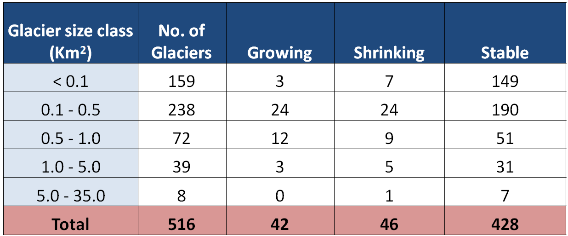 Glacier size class (Km²) No. of Glaciers Growing Shrinking Stable
< 0.1 159 3 7 149
0.1 - 0.5 238 24 24 190
0.5 - 1.0 72 12 9 51
1.0 - 5.0 39 3 5 31
5.0 - 35.0 8 0 1 7
Total 516 42 46 428